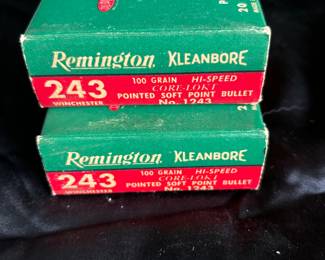 20
Remington KLEANBORE
243 100 GRAIN HI-SPEED
CORE-LOKT
WINCHESTER POINTED SOFT POINT BULLET
No. 1243
Remington KLEANBORE
243 100 GRAIN HI-SPEED
CORE-LOKT
WINCHESTER POINTED SOFT POINT BULLET
No. 1243